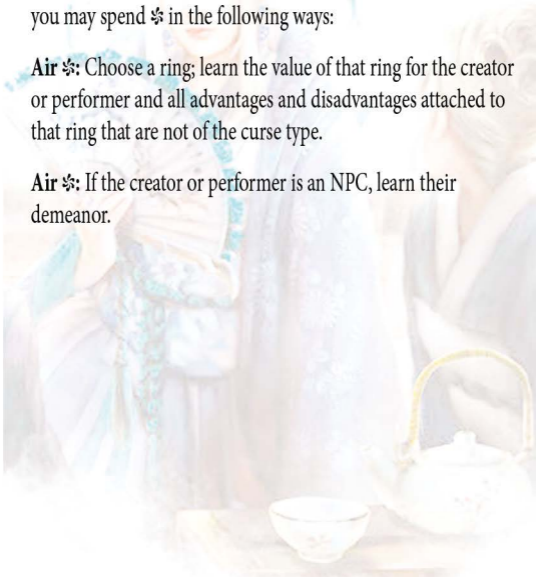 you may spend in the following ways:
Air : Choose a ring; learn the value of that ring for the creator
or performer and all advantages and disadvantages attached to
that ring that are not of the curse type.
Air : If the creator or performer is an NPC, learn their
demeanor.